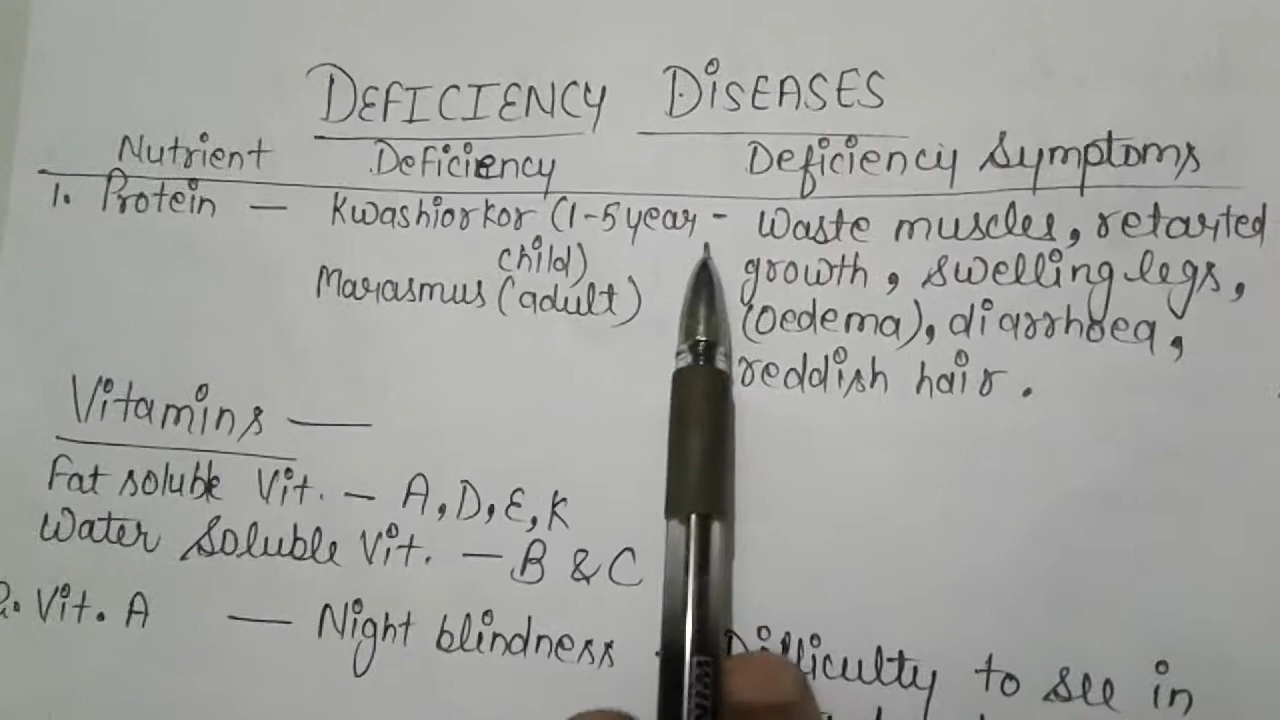 DEFICIENCY DISEASES
Nutrient Deficiency Deficiency Symptoms
1. Protein — Kwashiorkor (1-5 year - Waste muscles, retarted
child) growth, swelling legs,
Marasmus (adult) (oedema), diarrhoea,
reddish hair.
Vitamins —
Fat soluble Vit. — A, D, E, K
Water soluble Vit. — B & C
2. Vit. A — Night blindness - Difficulty to see in